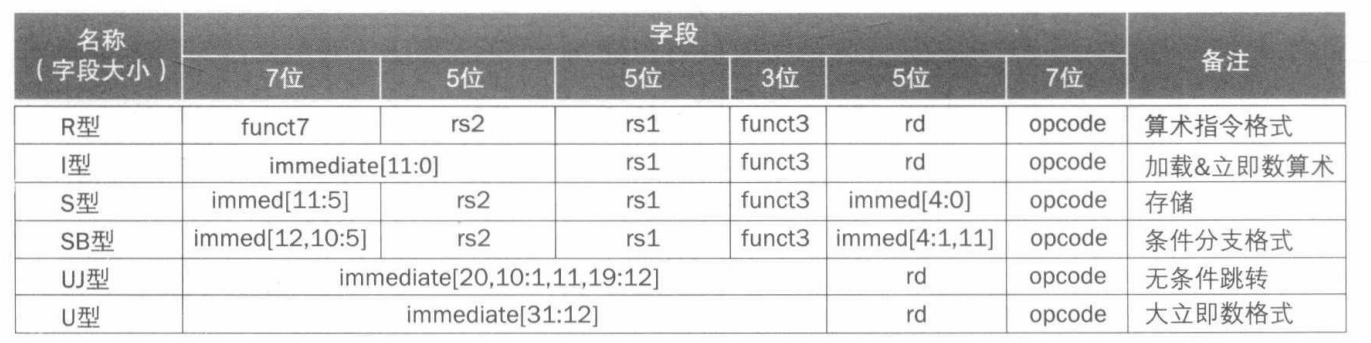 名称 字段 备注
(字段大小) 7位 5位 5位 3位 5位 7位
R型 funct7 rs2 rs1 funct3 rd opcode 算术指令格式
I型 immediate[11:0] rs1 funct3 rd opcode 加载&立即数算术
S型 immed[11:5] rs2 rs1 funct3 immed[4:0] opcode 存储
SB型 immed[12,10:5] rs2 rs1 funct3 immed[4:1,11] opcode 条件分支格式
UJ型 immediate[20,10:1,11,19:12] rd opcode 无条件跳转
U型 immediate[31:12] rd opcode 大立即数格式